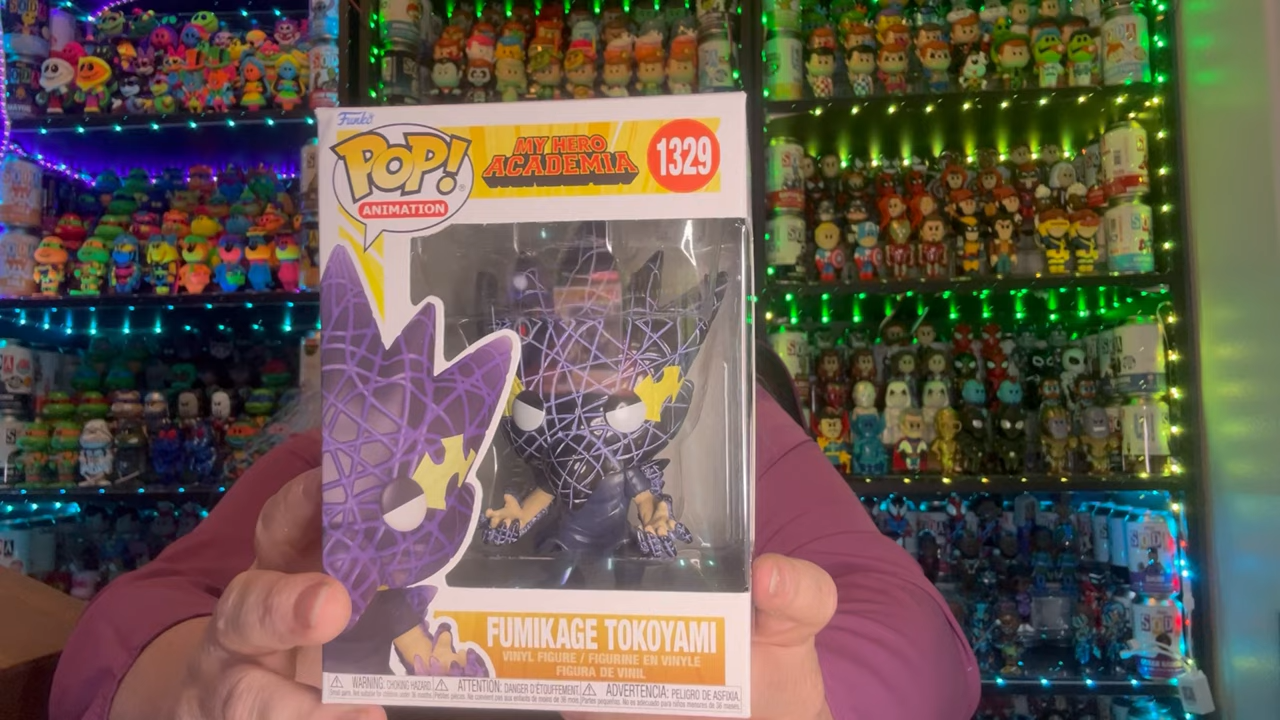 Funko
POP!
ANIMATION
MY HERO
ACADEMIA
1329
FUMIKAGE TOKOYAMI
VINYL FIGURE / FIGURINE EN VINYLE
FIGURA DE VINIL
WARNING: CHOKING HAZARD.
ATTENTION: DANGER D'ÉTOUFFEMENT.
ADVERTENCIA: PELIGRO DE ASFIXIA.